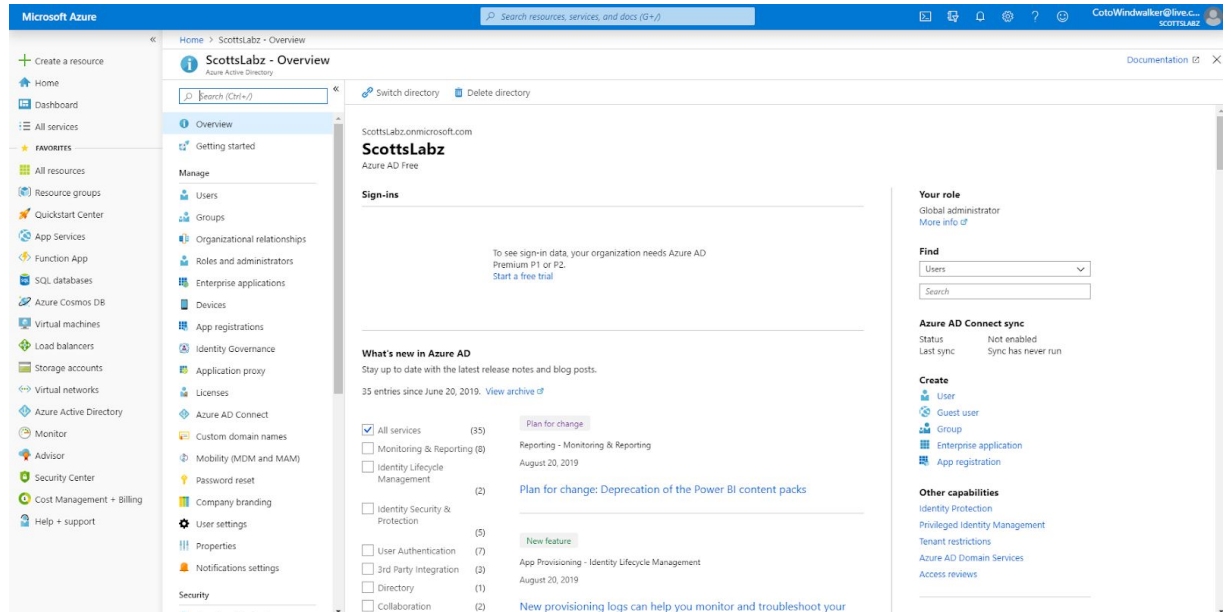 Microsoft Azure
Search resources, services, and docs (G+/)
CotoWindwalker@live.c...
SCOTTSLABZ
Create a resource
Home
Dashboard
All services
FAVORITES
All resources
Resource groups
Quickstart Center
App Services
Function App
SQL databases
Azure Cosmos DB
Virtual machines
Load balancers
Storage accounts
Virtual networks
Azure Active Directory
Monitor
Advisor
Security Center
Cost Management + Billing
Help + support
Home > ScottsLabz - Overview
ScottsLabz - Overview
Azure Active Directory
Documentation
Search (Ctrl+/)
Overview
Getting started
Manage
Users
Groups
Organizational relationships
Roles and administrators
Enterprise applications
Devices
App registrations
Identity Governance
Application proxy
Licenses
Azure AD Connect
Custom domain names
Mobility (MDM and MAM)
Password reset
Company branding
User settings
Properties
Notifications settings
Security
Switch directory
Delete directory
ScottsLabz.onmicrosoft.com
ScottsLabz
Azure AD Free
Sign-ins
To see sign-in data, your organization needs Azure AD
Premium P1 or P2.
Start a free trial
What's new in Azure AD
Stay up to date with the latest release notes and blog posts.
35 entries since June 20, 2019. View archive
All services (35)
Monitoring & Reporting (8)
Identity Lifecycle
Management
(2)
Identity Security &
Protection
(5)
User Authentication (7)
3rd Party Integration (3)
Directory (1)
Collaboration (2)
Plan for change
Reporting - Monitoring & Reporting
August 20, 2019
Plan for change: Deprecation of the Power BI content packs
New feature
App Provisioning - Identity Lifecycle Management
August 20, 2019
New provisioning logs can help you monitor and troubleshoot your
Your role
Global administrator
More info
Find
Users
Search
Azure AD Connect sync
Status Not enabled
Last sync Sync has never run
Create
User
Guest user
Group
Enterprise application
App registration
Other capabilities
Identity Protection
Privileged Identity Management
Tenant restrictions
Azure AD Domain Services
Access reviews